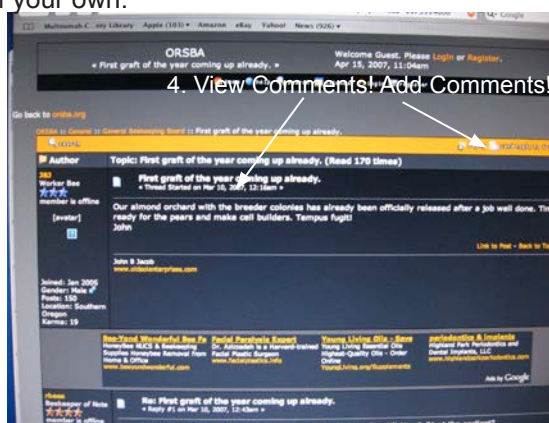 your own.
Multnomah C...ny Library Apple (103) ▾ Amazon eBay Yahoo! News (926) ▾
Google
ORSBA
« First graft of the year coming up already. »
Welcome Guest. Please Login or Register.
Apr 15, 2007, 11:04am
4. View Comments! Add Comments!
Go back to orsba.org
ORSBA :: General :: General Beekeeping Board :: First graft of the year coming up already.
Author
Topic: First graft of the year coming up already. (Read 170 times)
JBJ
Worker Bee
member is offline
[avatar]
Joined: Jan 2005
Gender: Male
Posts: 150
Location: Southern
Oregon
Karma: 19
First graft of the year coming up already.
« Thread Started on Mar 10, 2007, 12:16am »
Our almond orchard with the breeder colonies has already been officially released after a job well done. Tim
ready for the pears and make cell builders. Tempus fugit!
John
Link to Post - Back to To
John B Jacob
www.oldsolenterprises.com
Bee-Yond Wonderful Bee Fa
HoneyBee NUCS & Beekeeping
Supplies Honeybee Removal from
Home & Office
www.beeyondwonderful.com
Facial Paralysis Expert
Dr. Azizzadeh is a Harvard-trained
Facial Plastic Surgeon
www.facialparalysis.info
Young Living Oils - Save
Young Living Essential Oils
Highest-Quality Oils - Order
Online
YoungLiving.org/Supplements
periodontics & implants
Highland Park Periodontics and
Dental Implants, LLC
www.highlandparkperiodontics.com
Ads by Google
Beekeeper of Note
member is offline
Re: First graft of the year coming up already.
« Reply #1 on Mar 10, 2007, 12:43am »